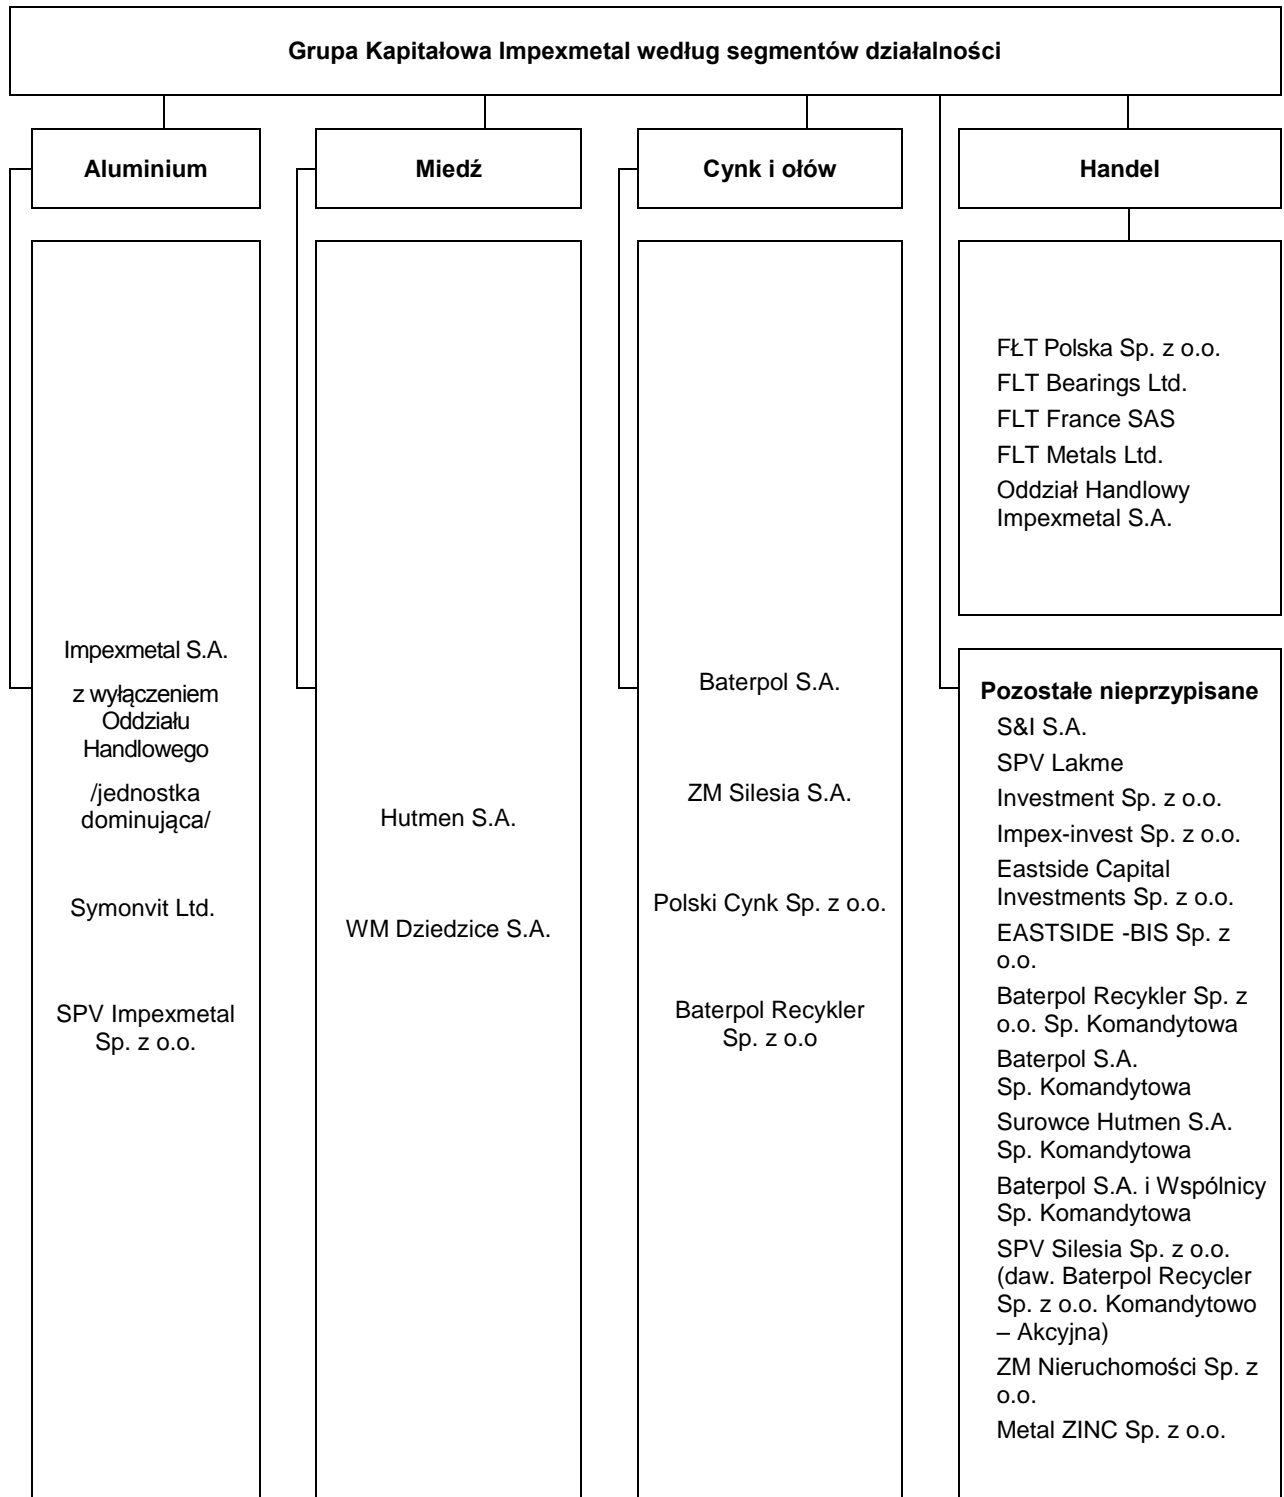 Grupa Kapitałowa Impexmetal według segmentów działalności
Aluminium
Miedź
Cynk i ołów
Handel
Impexmetal S.A.
z wyłączeniem
Oddziału
Handlowego
/jednostka
dominująca/
Symonvit Ltd.
SPV Impexmetal
Sp. z o.o.
Hutmen S.A.
WM Dziedzice S.A.
Baterpol S.A.
ZM Silesia S.A.
Polski Cynk Sp. z o.o.
Baterpol Recykler
Sp. z o.o
FŁT Polska Sp. z o.o.
FLT Bearings Ltd.
FLT France SAS
FLT Metals Ltd.
Oddział Handlowy
Impexmetal S.A.
Pozostałe nieprzypisane
S&I S.A.
SPV Lakme
Investment Sp. z o.o.
Impex-invest Sp. z o.o.
Eastside Capital
Investments Sp. z o.o.
EASTSIDE -BIS Sp. z
o.o.
Baterpol Recykler Sp. z
o.o. Sp. Komandytowa
Baterpol S.A.
Sp. Komandytowa
Surowce Hutmen S.A.
Sp. Komandytowa
Baterpol S.A. i Wspólnicy
Sp. Komandytowa
SPV Silesia Sp. z o.o.
(daw. Baterpol Recycler
Sp. z o.o. Komandytowo
– Akcyjna)
ZM Nieruchomości Sp. z
o.o.
Metal ZINC Sp. z o.o.